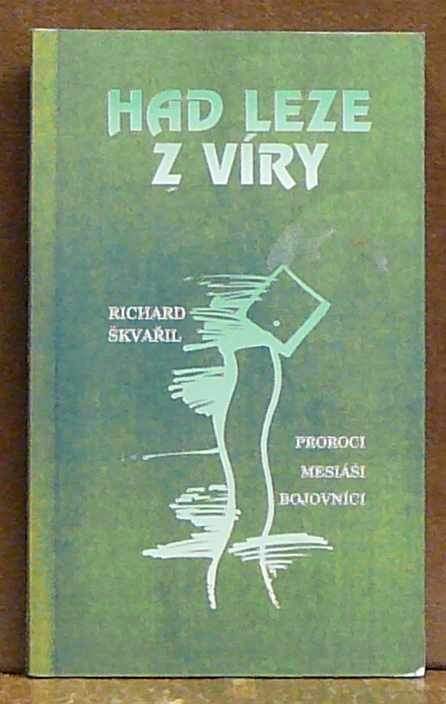 HAD LEZE
Z VÍRY
RICHARD
ŠKVAŘIL
PROROCI
MESIÁŠI
BOJOVNÍCI